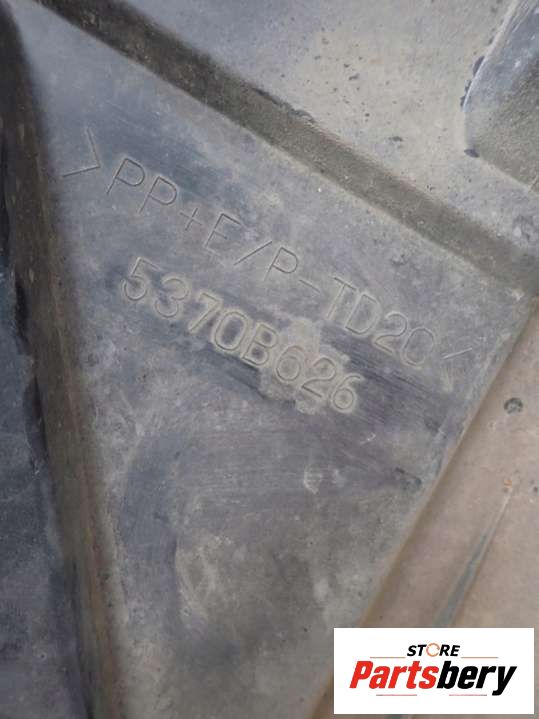 >PP+E/P-TD20<
5370B626
STORE
Partsbery